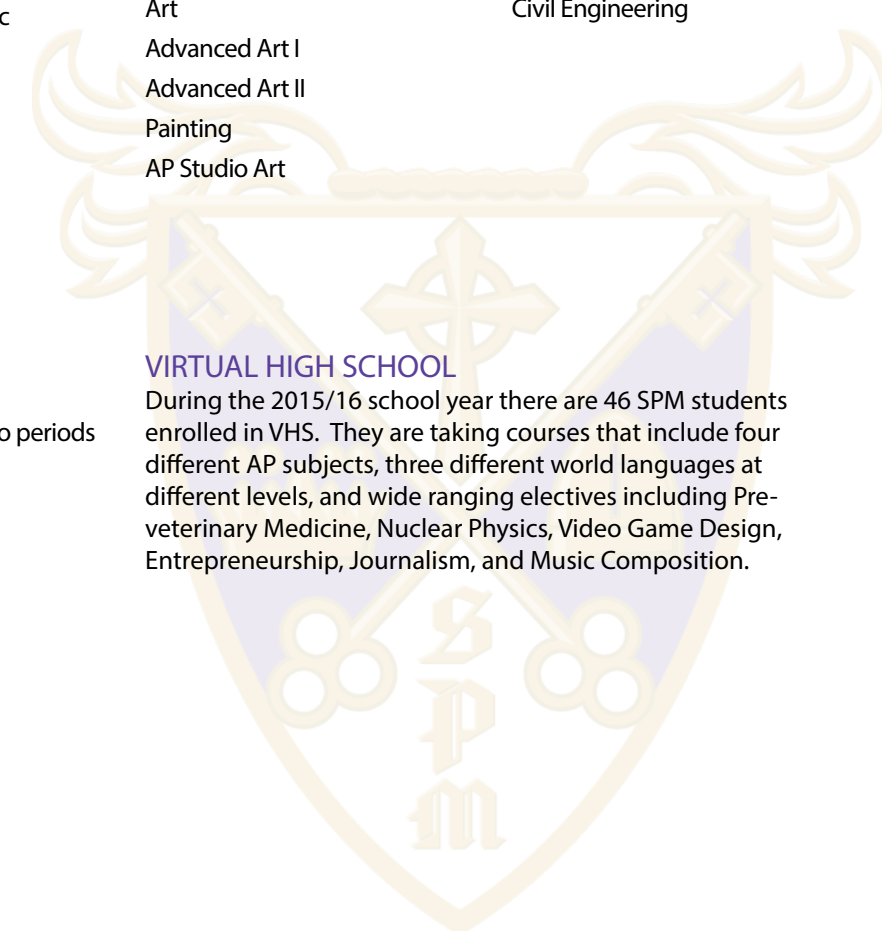 c
Art
Advanced Art I
Advanced Art II
Painting
AP Studio Art
Civil Engineering
VIRTUAL HIGH SCHOOL
During the 2015/16 school year there are 46 SPM students
o periods
enrolled in VHS.  They are taking courses that include four
different AP subjects, three different world languages at
different levels, and wide ranging electives including Pre-
veterinary Medicine, Nuclear Physics, Video Game Design,
Entrepreneurship, Journalism, and Music Composition.
S
P
M